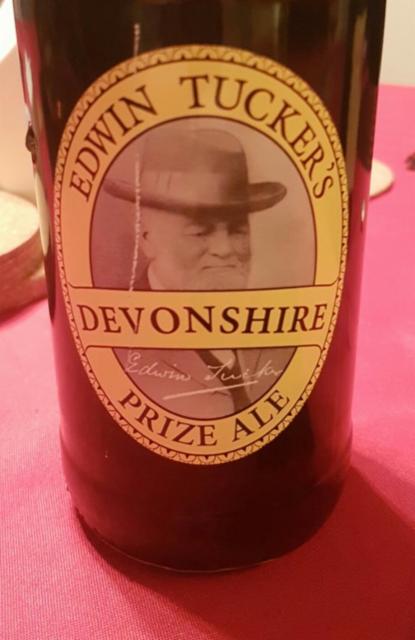 EDWIN TUCKER'S
DEVONSHIRE
Edwin Tucker
PRIZE ALE